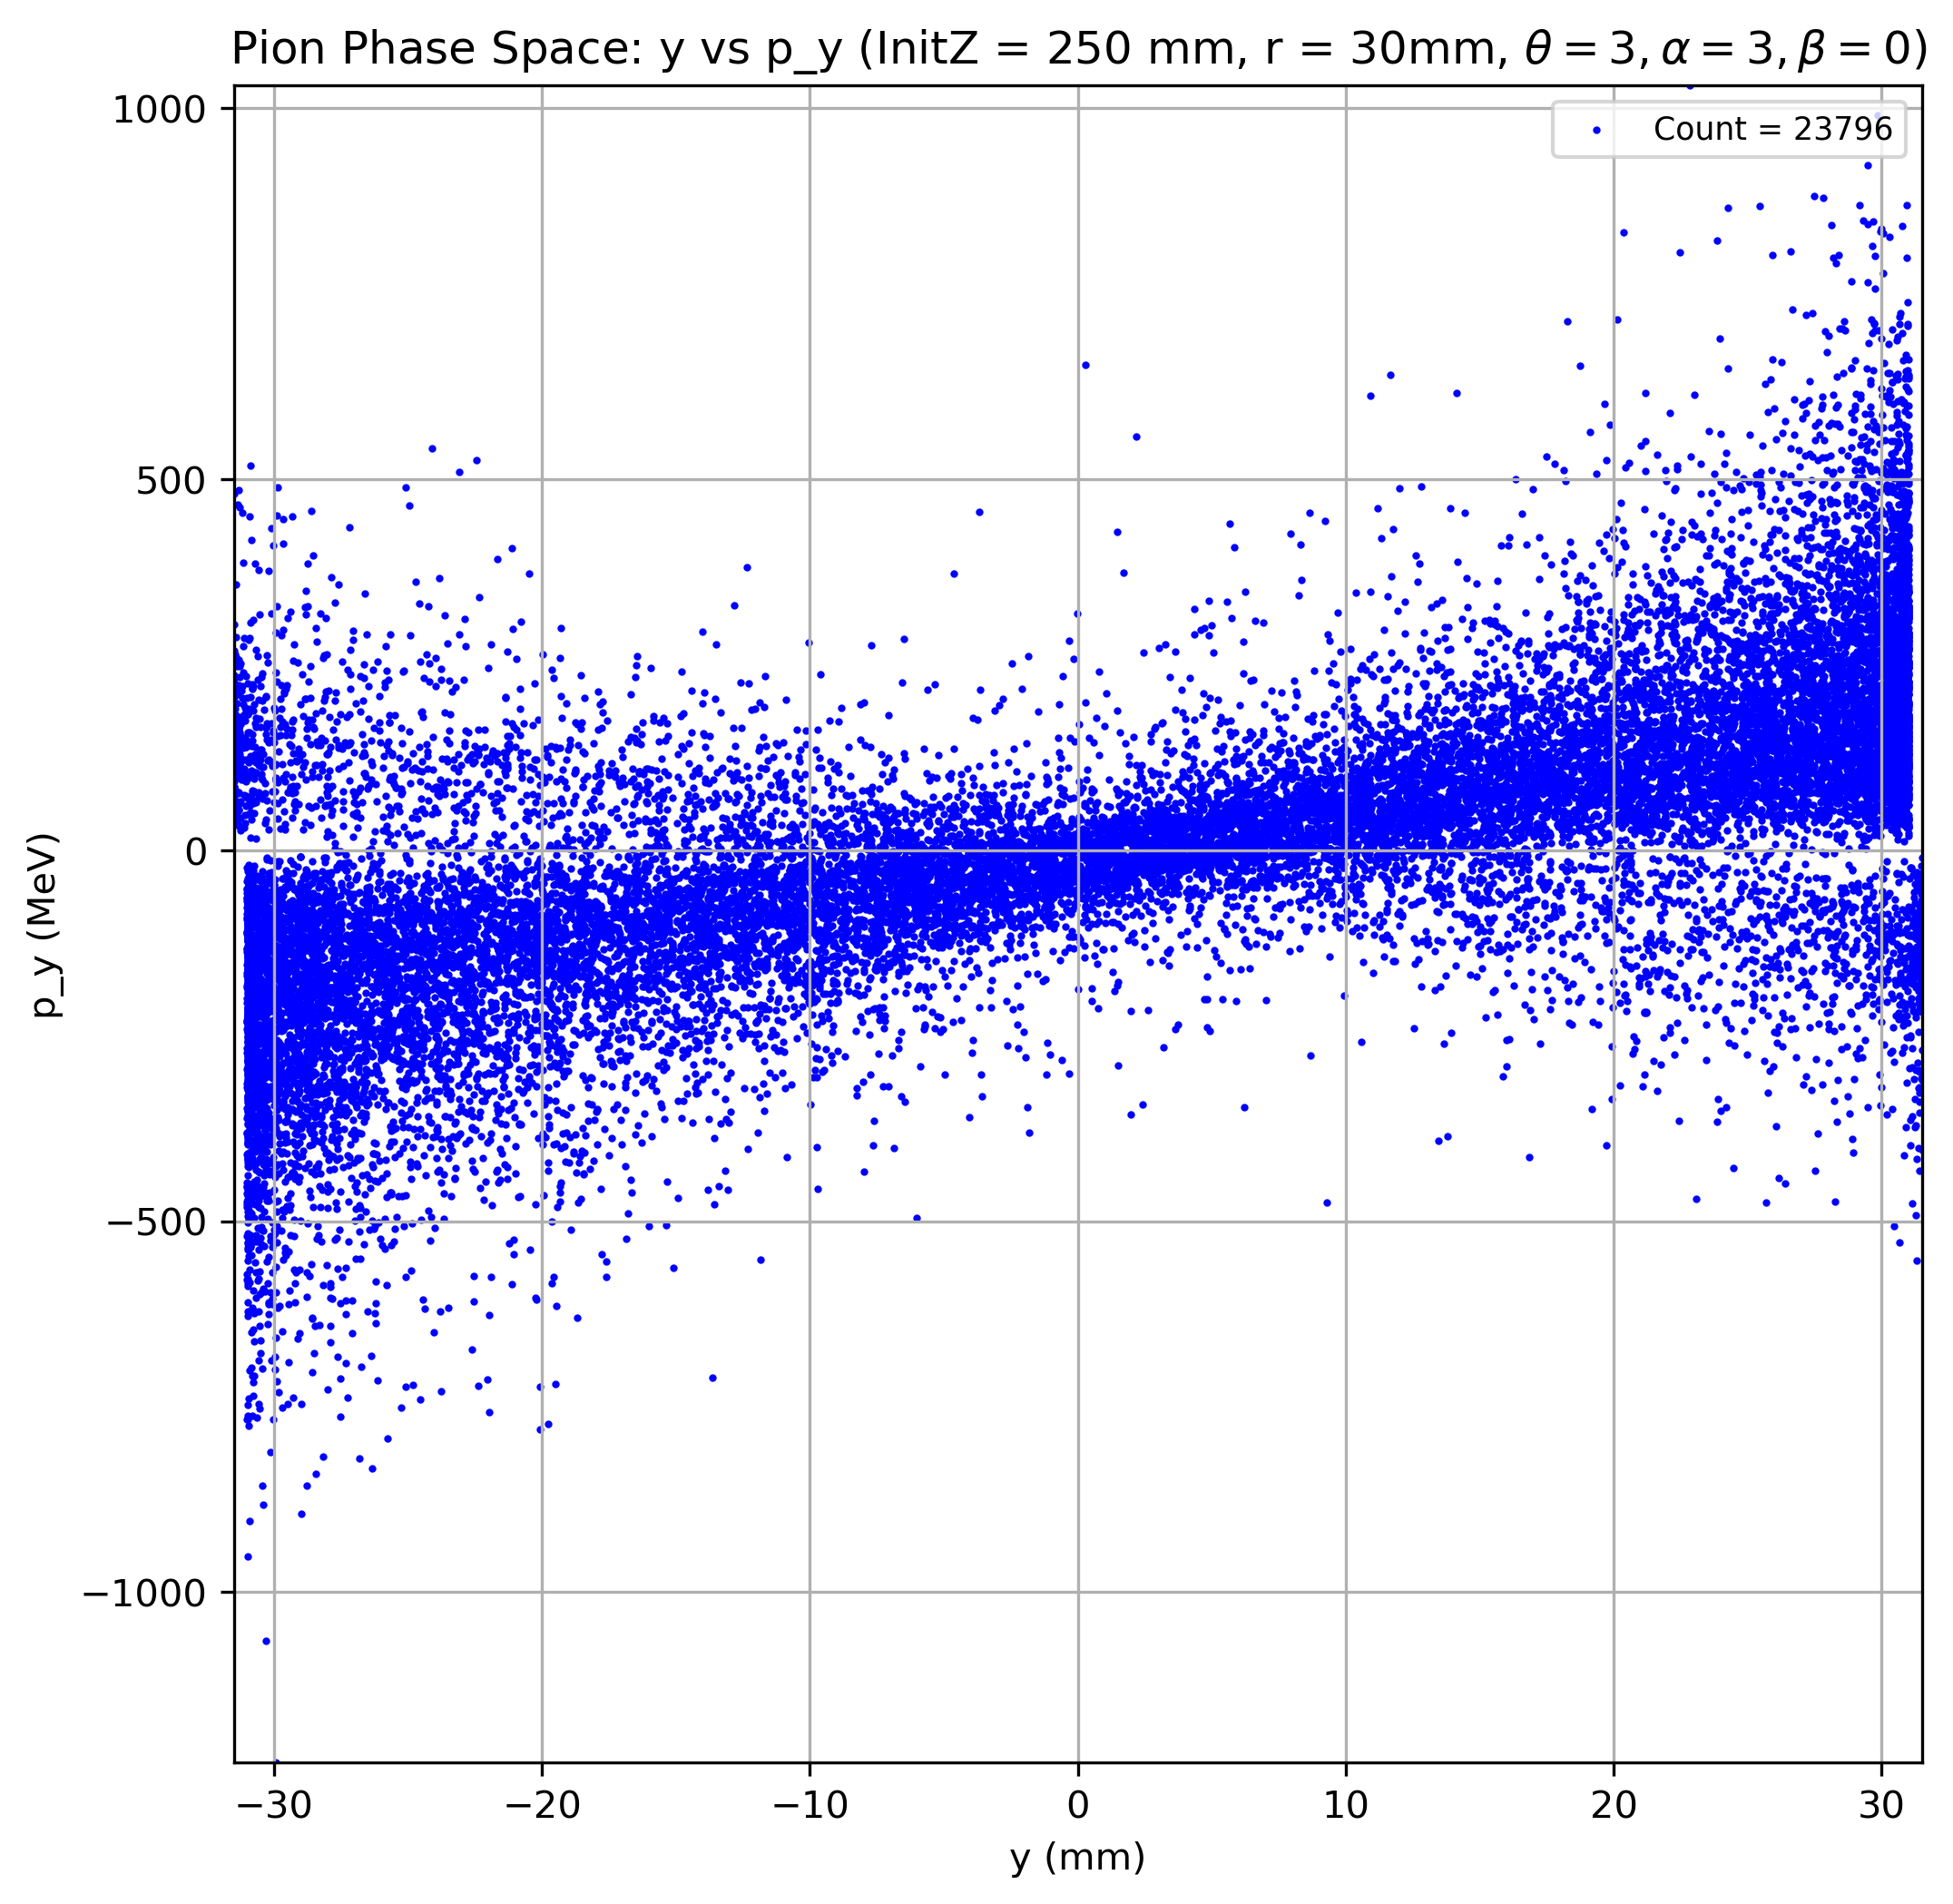 Pion Phase Space: y vs p_y (InitZ = 250 mm, r = 30mm, θ = 3, α = 3, β = 0)
Count = 23796
1000
500
0
−500
−1000
p_y (MeV)
−30 −20 −10 0 10 20 30
y (mm)